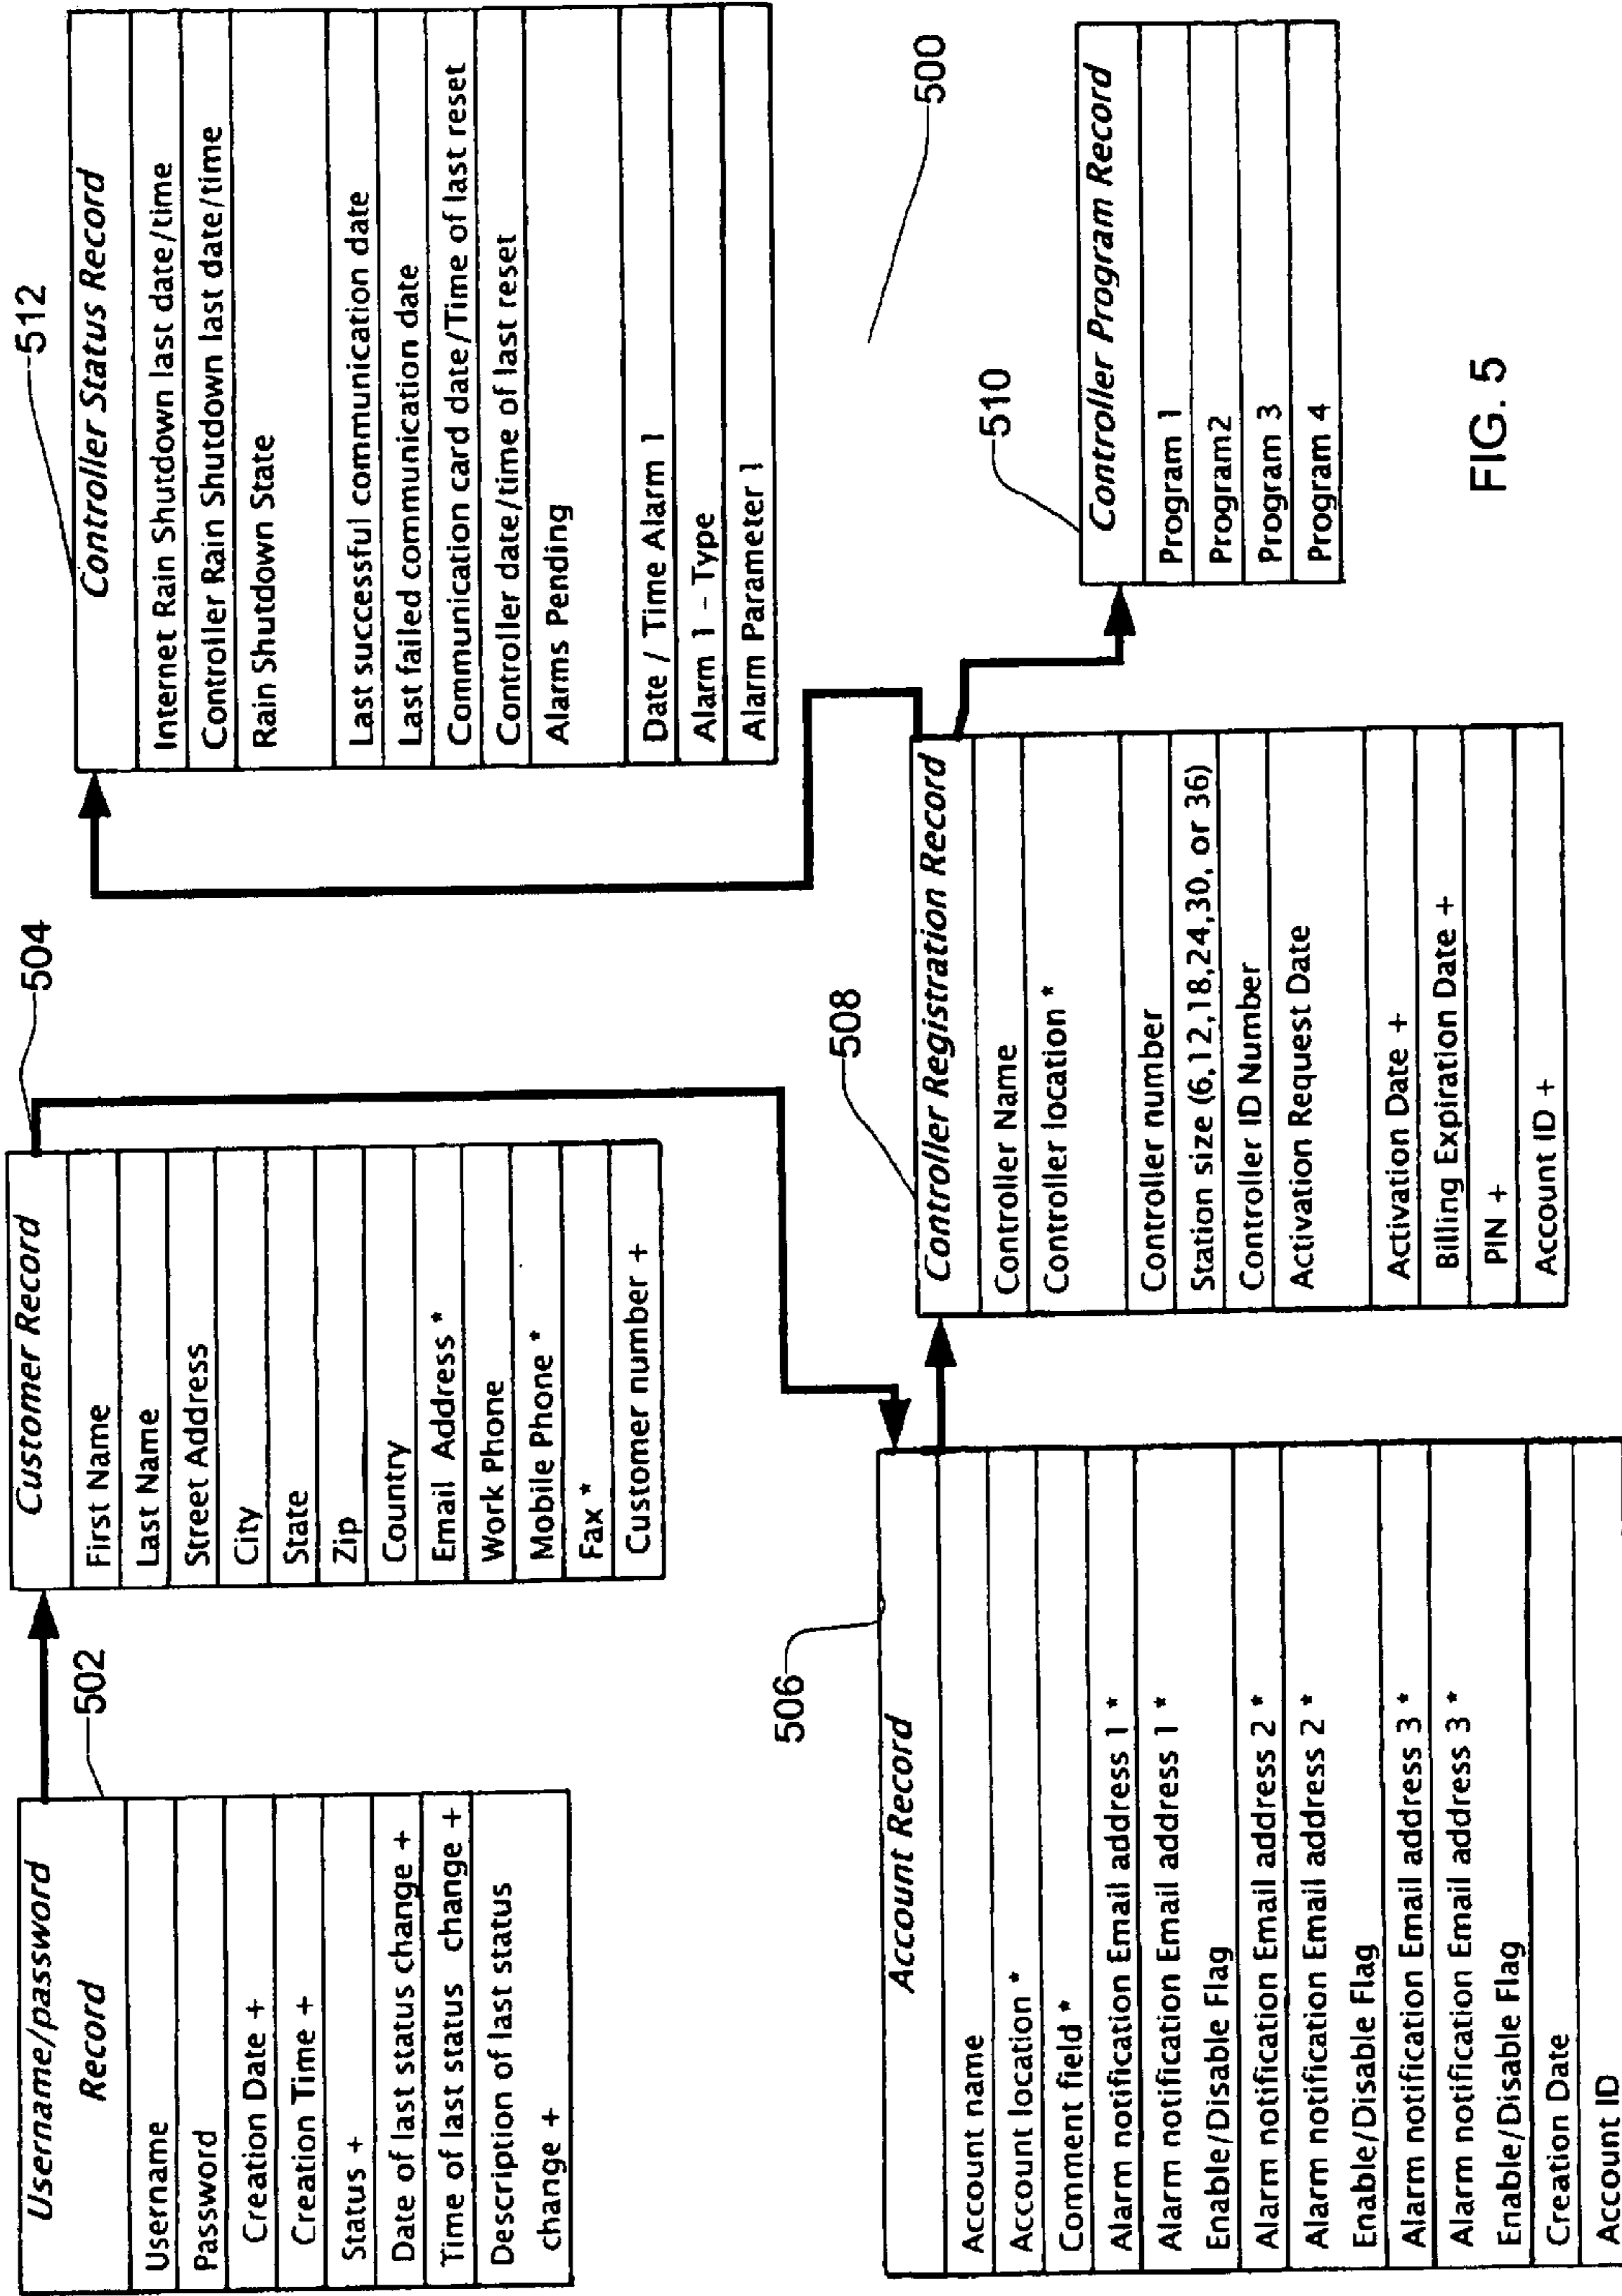 Username/password
Record
502
Username
Password
Creation Date +
Creation Time +
Status +
Date of last status change +
Time of last status change +
Description of last status
change +
Customer Record
504
First Name
Last Name
Street Address
City
State
Zip
Country
Email Address *
Work Phone
Mobile Phone *
Fax *
Customer number +
512
Controller Status Record
Internet Rain Shutdown last date/time
Controller Rain Shutdown last date/time
Rain Shutdown State
Last successful communication date
Last failed communication date
Communication card date/Time of last reset
Controller date/time of last reset
Alarms Pending
Date / Time Alarm 1
Alarm 1 - Type
Alarm Parameter 1
506
Account Record
Account name
Account location *
Comment field *
Alarm notification Email address 1 *
Alarm notification Email address 1 *
Enable/Disable Flag
Alarm notification Email address 2 *
Alarm notification Email address 2 *
Enable/Disable Flag
Alarm notification Email address 3 *
Alarm notification Email address 3 *
Enable/Disable Flag
Creation Date
Account ID
508
Controller Registration Record
Controller Name
Controller location *
Controller number
Station size (6,12,18,24,30, or 36)
Controller ID Number
Activation Request Date
Activation Date +
Billing Expiration Date +
PIN +
Account ID +
500
510
Controller Program Record
Program 1
Program2
Program 3
Program 4
FIG. 5